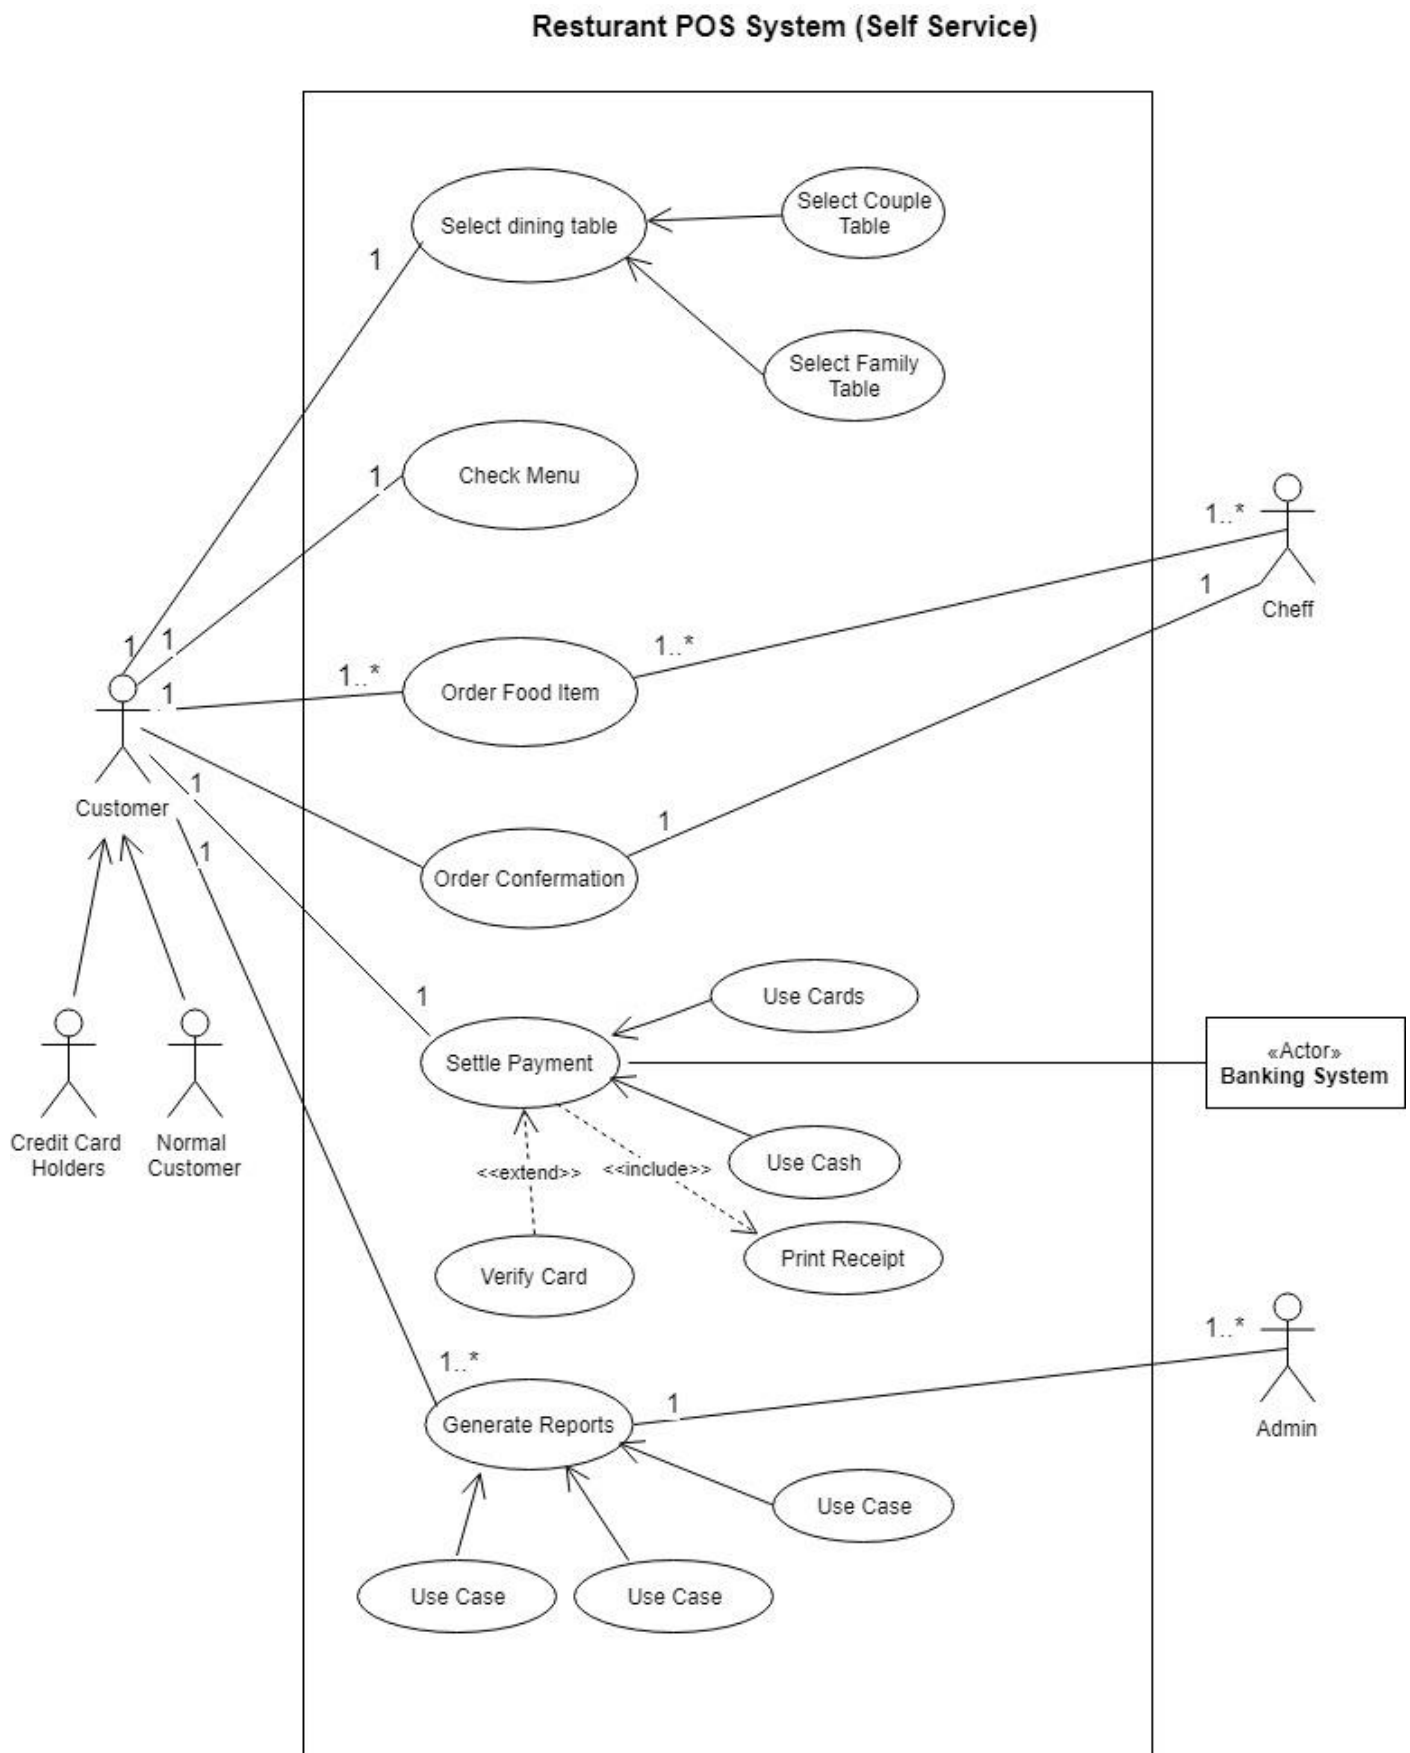 Resturant POS System (Self Service)
Select dining table
Select Couple
Table
1
Select Family
Table
Check Menu
1
1..*
1
Cheff
1
1
1..*
1..*
1
Order Food Item
Customer
1
1
1
Order Confermation
1
Use Cards
Settle Payment
«Actor»
Banking System
Credit Card
Holders
Normal
Customer
<<extend>>
<<include>>
Use Cash
Print Receipt
Verify Card
1..*
1..*
1
Generate Reports
Admin
Use Case
Use Case
Use Case